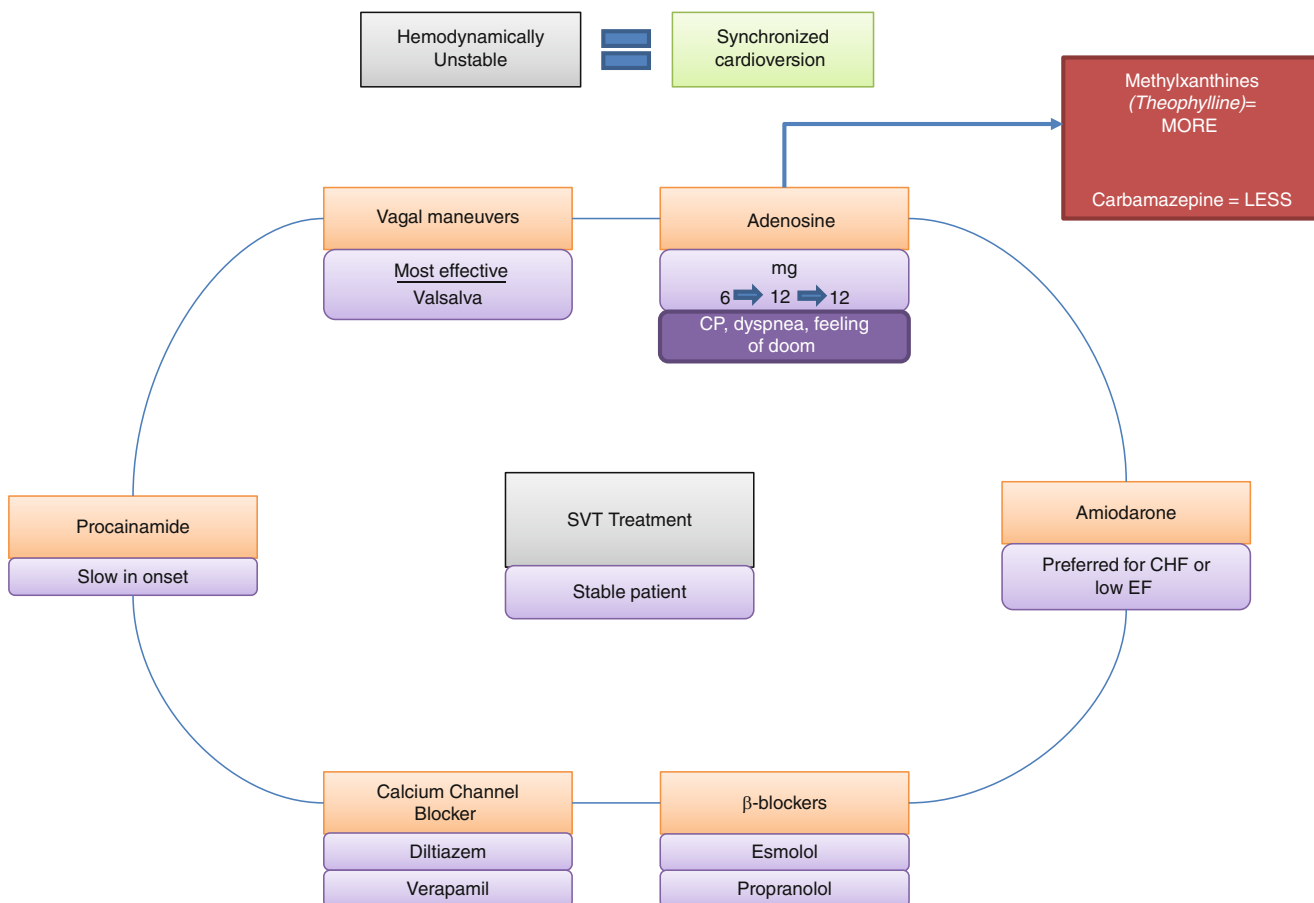 Hemodynamically
Unstable
Synchronized
cardioversion
Methylxanthines
(Theophylline)=
MORE
Carbamazepine = LESS
Vagal maneuvers
Most effective
Valsalva
Adenosine
mg
6 12 12
CP, dyspnea, feeling
of doom
Procainamide
Slow in onset
SVT Treatment
Stable patient
Amiodarone
Preferred for CHF or
low EF
Calcium Channel
Blocker
Diltiazem
Verapamil
β-blockers
Esmolol
Propranolol